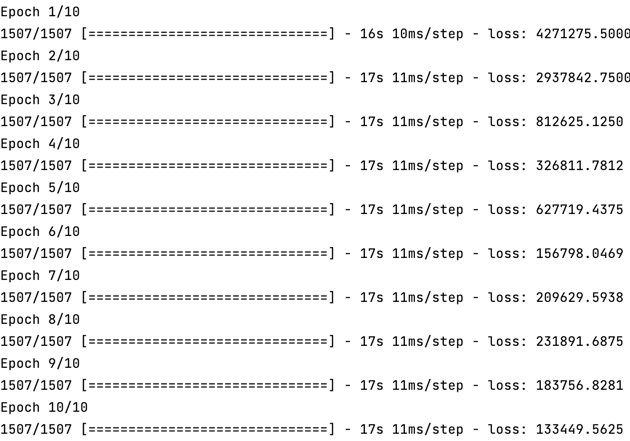 Epoch 1/10
1507/1507 [==============================] - 16s 10ms/step - loss: 4271275.5000
Epoch 2/10
1507/1507 [==============================] - 17s 11ms/step - loss: 2937842.7500
Epoch 3/10
1507/1507 [==============================] - 17s 11ms/step - loss: 812625.1250
Epoch 4/10
1507/1507 [==============================] - 17s 11ms/step - loss: 326811.7812
Epoch 5/10
1507/1507 [==============================] - 17s 11ms/step - loss: 627719.4375
Epoch 6/10
1507/1507 [==============================] - 17s 11ms/step - loss: 156798.0469
Epoch 7/10
1507/1507 [==============================] - 17s 11ms/step - loss: 209629.5938
Epoch 8/10
1507/1507 [==============================] - 17s 11ms/step - loss: 231891.6875
Epoch 9/10
1507/1507 [==============================] - 17s 11ms/step - loss: 183756.8281
Epoch 10/10
1507/1507 [==============================] - 17s 11ms/step - loss: 133449.5625